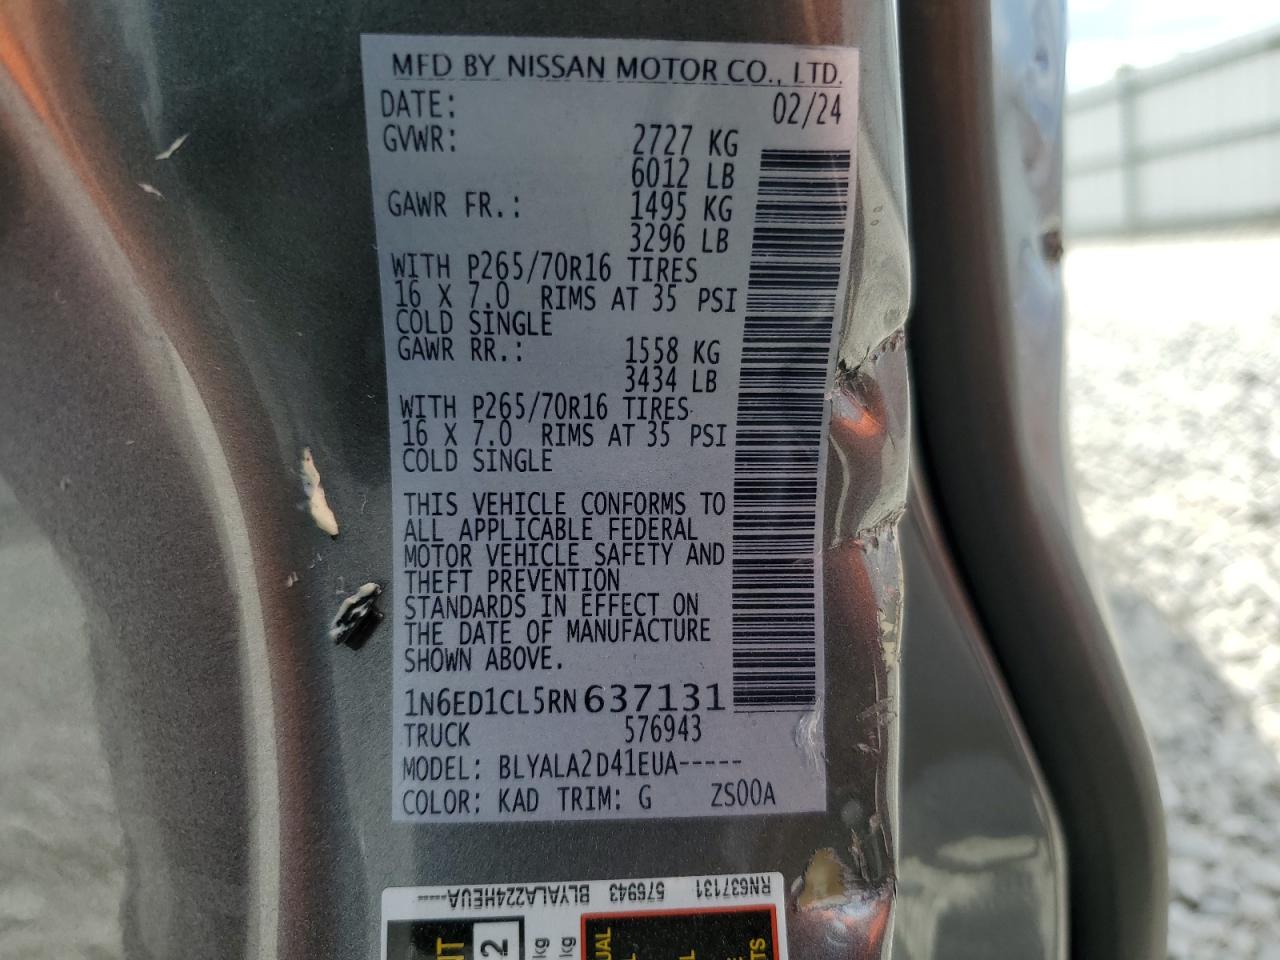 MFD BY NISSAN MOTOR CO., LTD.
DATE: 02/24
GVWR: 2727 KG
6012 LB
GAWR FR.: 1495 KG
3296 LB
WITH P265/70R16 TIRES
16 X 7.0 RIMS AT 35 PSI
COLD SINGLE
GAWR RR.: 1558 KG
3434 LB
WITH P265/70R16 TIRES
16 X 7.0 RIMS AT 35 PSI
COLD SINGLE
THIS VEHICLE CONFORMS TO
ALL APPLICABLE FEDERAL
MOTOR VEHICLE SAFETY AND
THEFT PREVENTION
STANDARDS IN EFFECT ON
THE DATE OF MANUFACTURE
SHOWN ABOVE.
1N6ED1CL5RN637131
TRUCK 576943
MODEL: BLYALA2D41EUA-----
COLOR: KAD TRIM: G ZS00A
RN637131 576943 BLYALA224HEUA-----
2
kg
kg